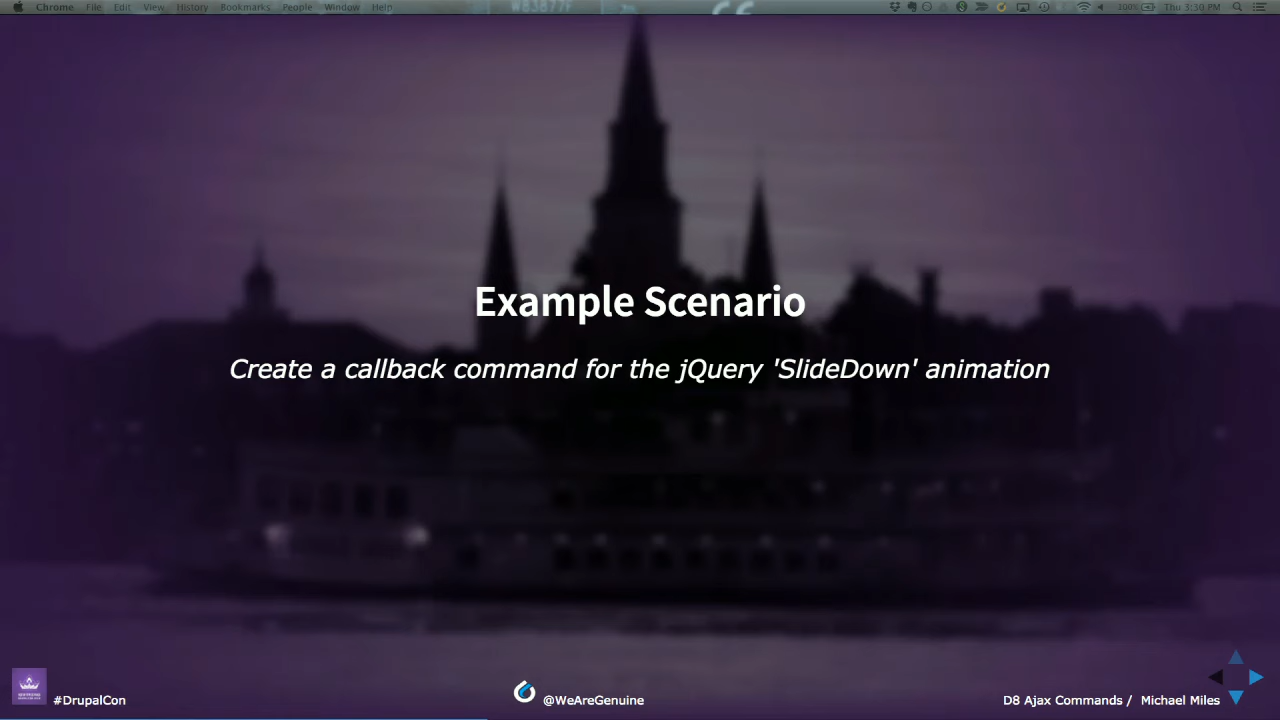 Chrome File Edit View History Bookmarks People Window Help
100% Thu 3:30 PM
Example Scenario
Create a callback command for the jQuery 'SlideDown' animation
#DrupalCon
@WeAreGenuine
D8 Ajax Commands / Michael Miles